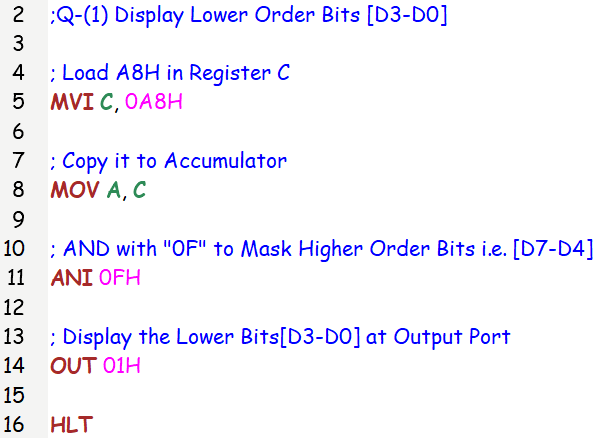 2 ;Q-(1) Display Lower Order Bits [D3-D0]
3
4 ; Load A8H in Register C
5 MVI C, 0A8H
6
7 ; Copy it to Accumulator
8 MOV A, C
9
10 ; AND with "0F" to Mask Higher Order Bits i.e. [D7-D4]
11 ANI 0FH
12
13 ; Display the Lower Bits[D3-D0] at Output Port
14 OUT 01H
15
16 HLT